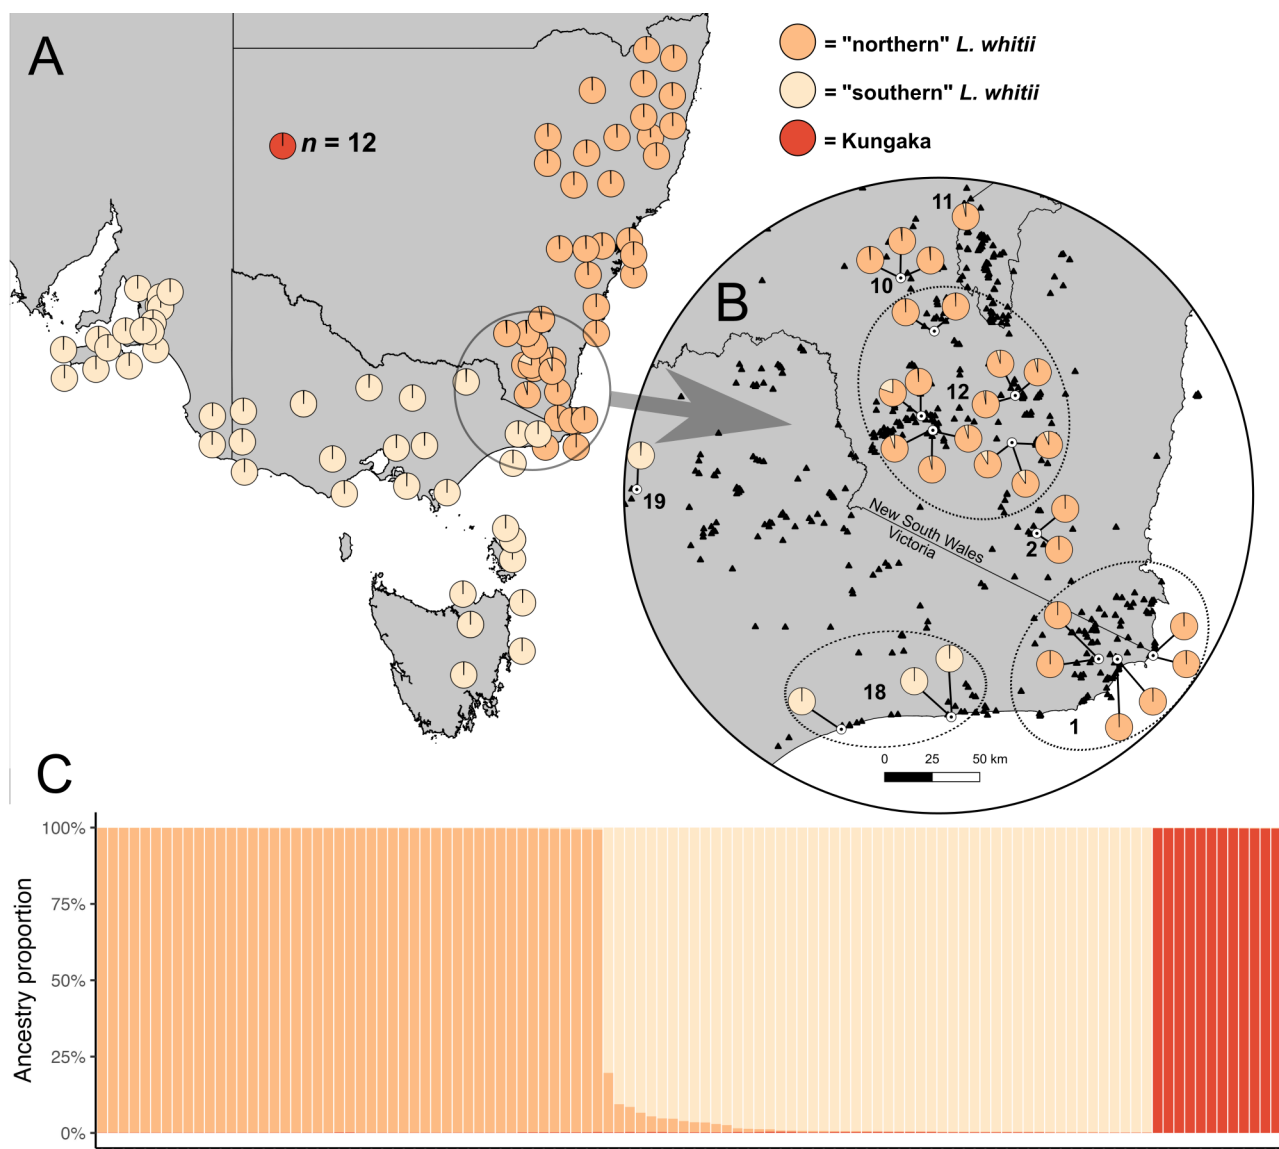 A
= "northern" L. whitii
= "southern" L. whitii
= Kungaka
n = 12
B
11
10
12
19
New South Wales
Victoria
2
18
1
0 25 50 km
C
Ancestry proportion
100%
75%
50%
25%
0%